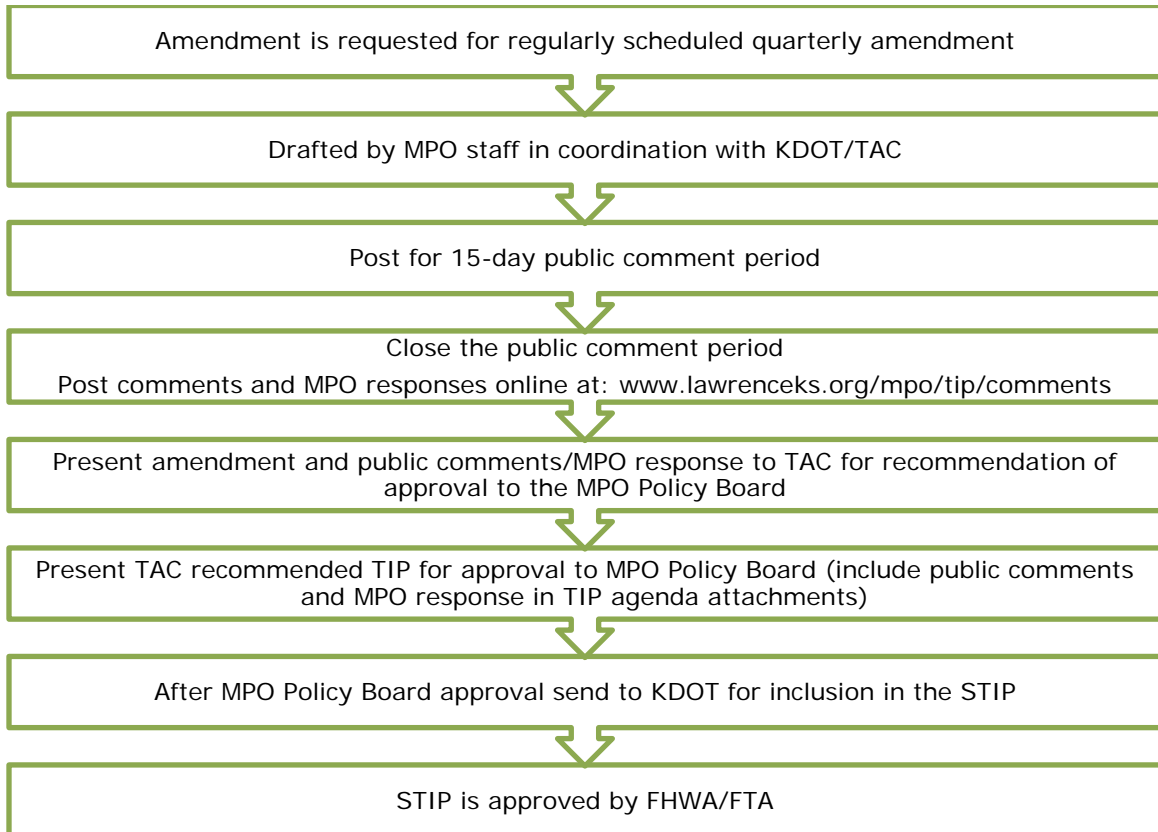 Amendment is requested for regularly scheduled quarterly amendment
Drafted by MPO staff in coordination with KDOT/TAC
Post for 15-day public comment period
Close the public comment period
Post comments and MPO responses online at: www.lawrenceks.org/mpo/tip/comments
Present amendment and public comments/MPO response to TAC for recommendation of
approval to the MPO Policy Board
Present TAC recommended TIP for approval to MPO Policy Board (include public comments
and MPO response in TIP agenda attachments)
After MPO Policy Board approval send to KDOT for inclusion in the STIP
STIP is approved by FHWA/FTA